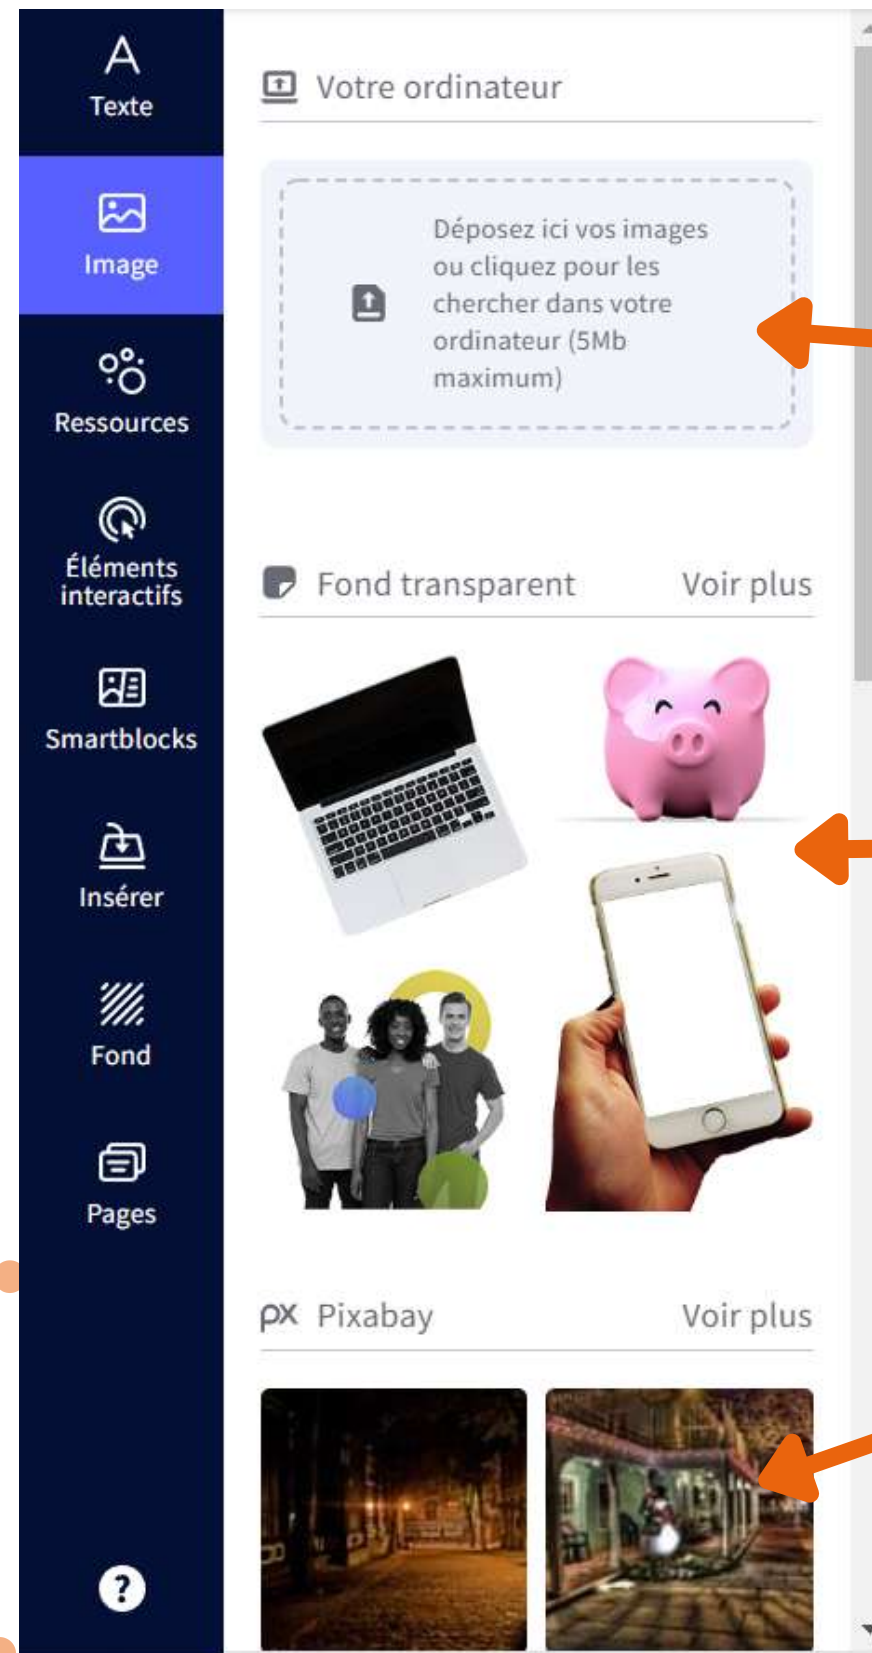 Texte
Image
Ressources
Éléments
interactifs
Smartblocks
Insérer
Fond
Pages
?
Votre ordinateur
Déposez ici vos images
ou cliquez pour les
chercher dans votre
ordinateur (5Mb
maximum)
Fond transparent Voir plus
px Pixabay Voir plus